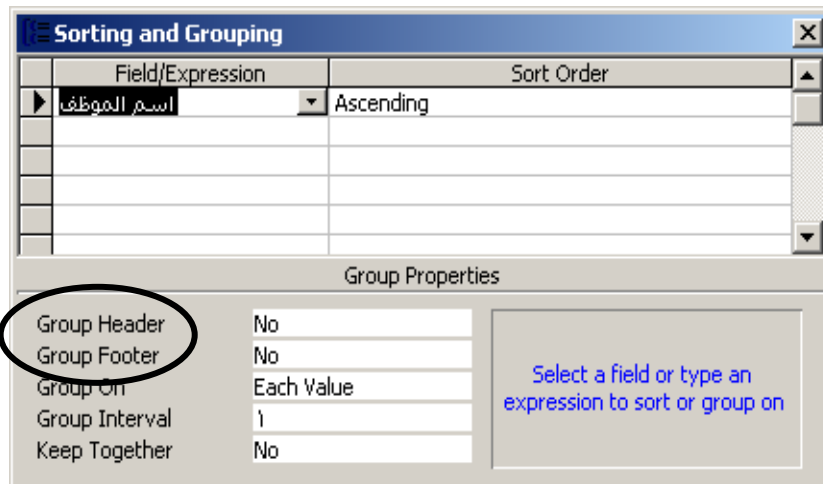 Sorting and Grouping
Field/Expression Sort Order
اسم الموظف Ascending
Group Properties
Group Header No
Group Footer No
Group On Each Value
Group Interval ١
Keep Together No
Select a field or type an
expression to sort or group on